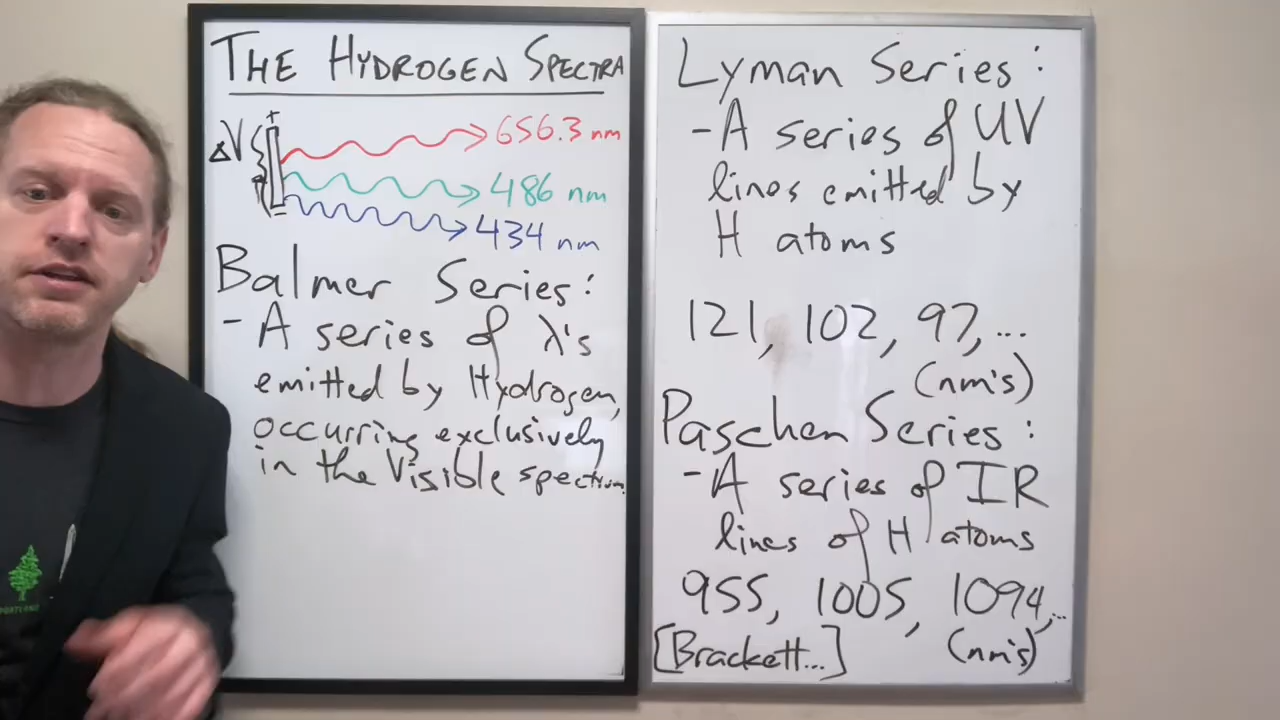 THE HYDROGEN SPECTRA
+
ΔV
-
656.3 nm
486 nm
434 nm
Balmer Series:
- A series of λ's
emitted by Hydrogen,
occurring exclusively
in the Visible spectrum.
Lyman Series:
- A series of UV
lines emitted by
H atoms
121, 102, 97, ...
(nm's)
Paschen Series:
- A series of IR
lines of H atoms
955, 1005, 1094, ...
[Brackett...] (nm's)